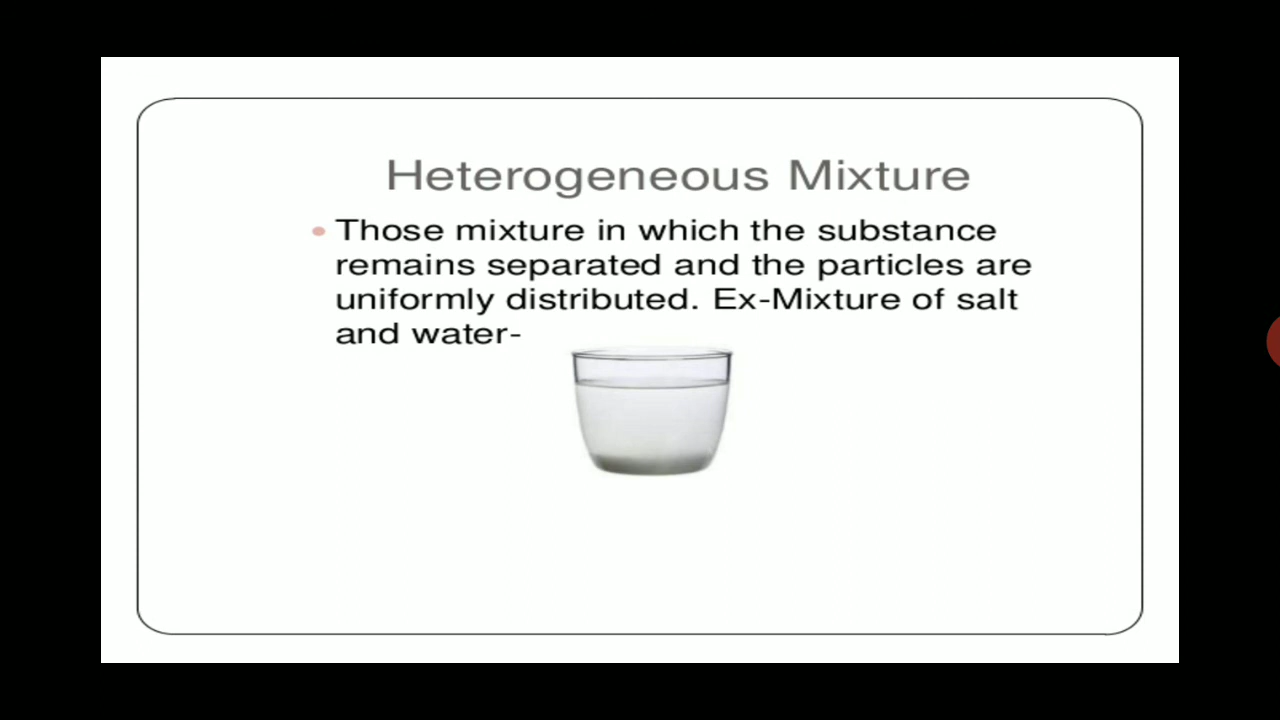 Heterogeneous Mixture
Those mixture in which the substance
remains separated and the particles are
uniformly distributed. Ex-Mixture of salt
and water-